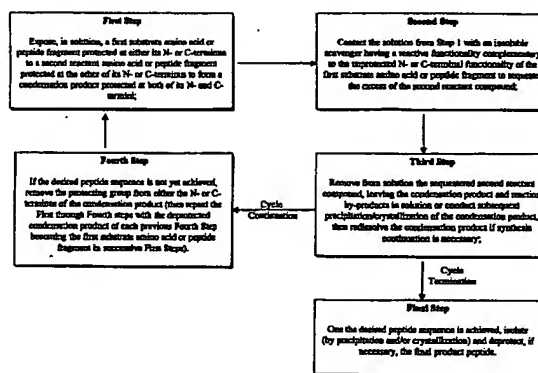 First Step
Expose, in solution, a first substrate amino acid or
peptide fragment protected at either its N- or C-terminus
to a second reactant amino acid or peptide fragment
protected at the other of its N- or C-terminus to form a
condensation product protected at both of its N- and C-
termini;
Second Step
Contact the solution from Step 1 with an insoluble
scavenger having a reactive functionality complementary
to the unprotected N- or C-terminal functionality of the
first substrate amino acid or peptide fragment to sequester
the excess of the second reactant compound;
Third Step
Remove from solution the sequestered second reactant
compound, leaving the condensation product and reaction
by-products in solution or conduct subsequent
precipitation/crystallization of the condensation product,
then redissolve the condensation product if synthesis
continuation is necessary;
Cycle
Continuation
Fourth Step
If the desired peptide sequence is not yet achieved,
remove the protecting group from either the N- or C-
terminus of the condensation product (then repeat the
First through Fourth steps with the deprotected
condensation product of each previous Fourth Step
becoming the first substrate amino acid or peptide
fragment in successive First Steps).
Cycle
Termination
Final Step
One the desired peptide sequence is achieved, isolate
(by precipitation and/or crystallization) and deprotect, if
necessary, the final product peptide.